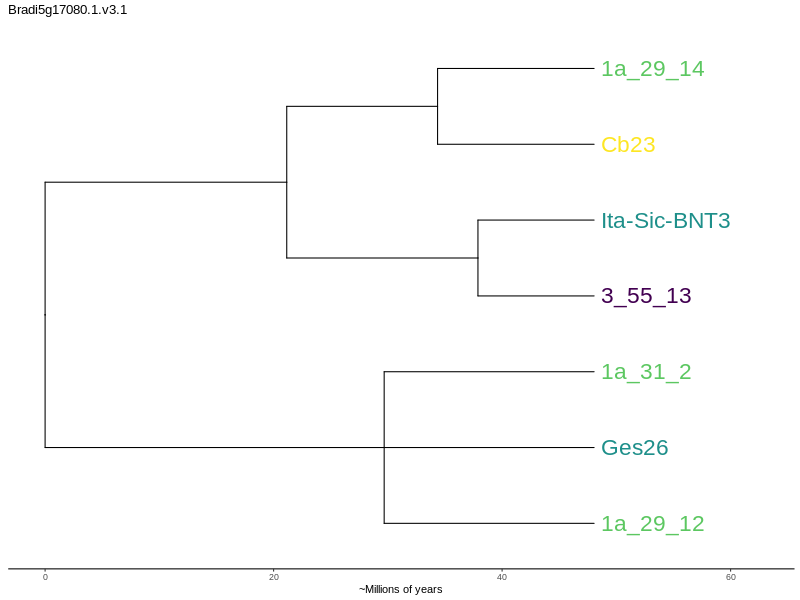 Bradi5g17080.1.v3.1
1a_29_14
Cb23
Ita-Sic-BNT3
3_55_13
1a_31_2
Ges26
1a_29_12
0 20 40 60
~Millions of years